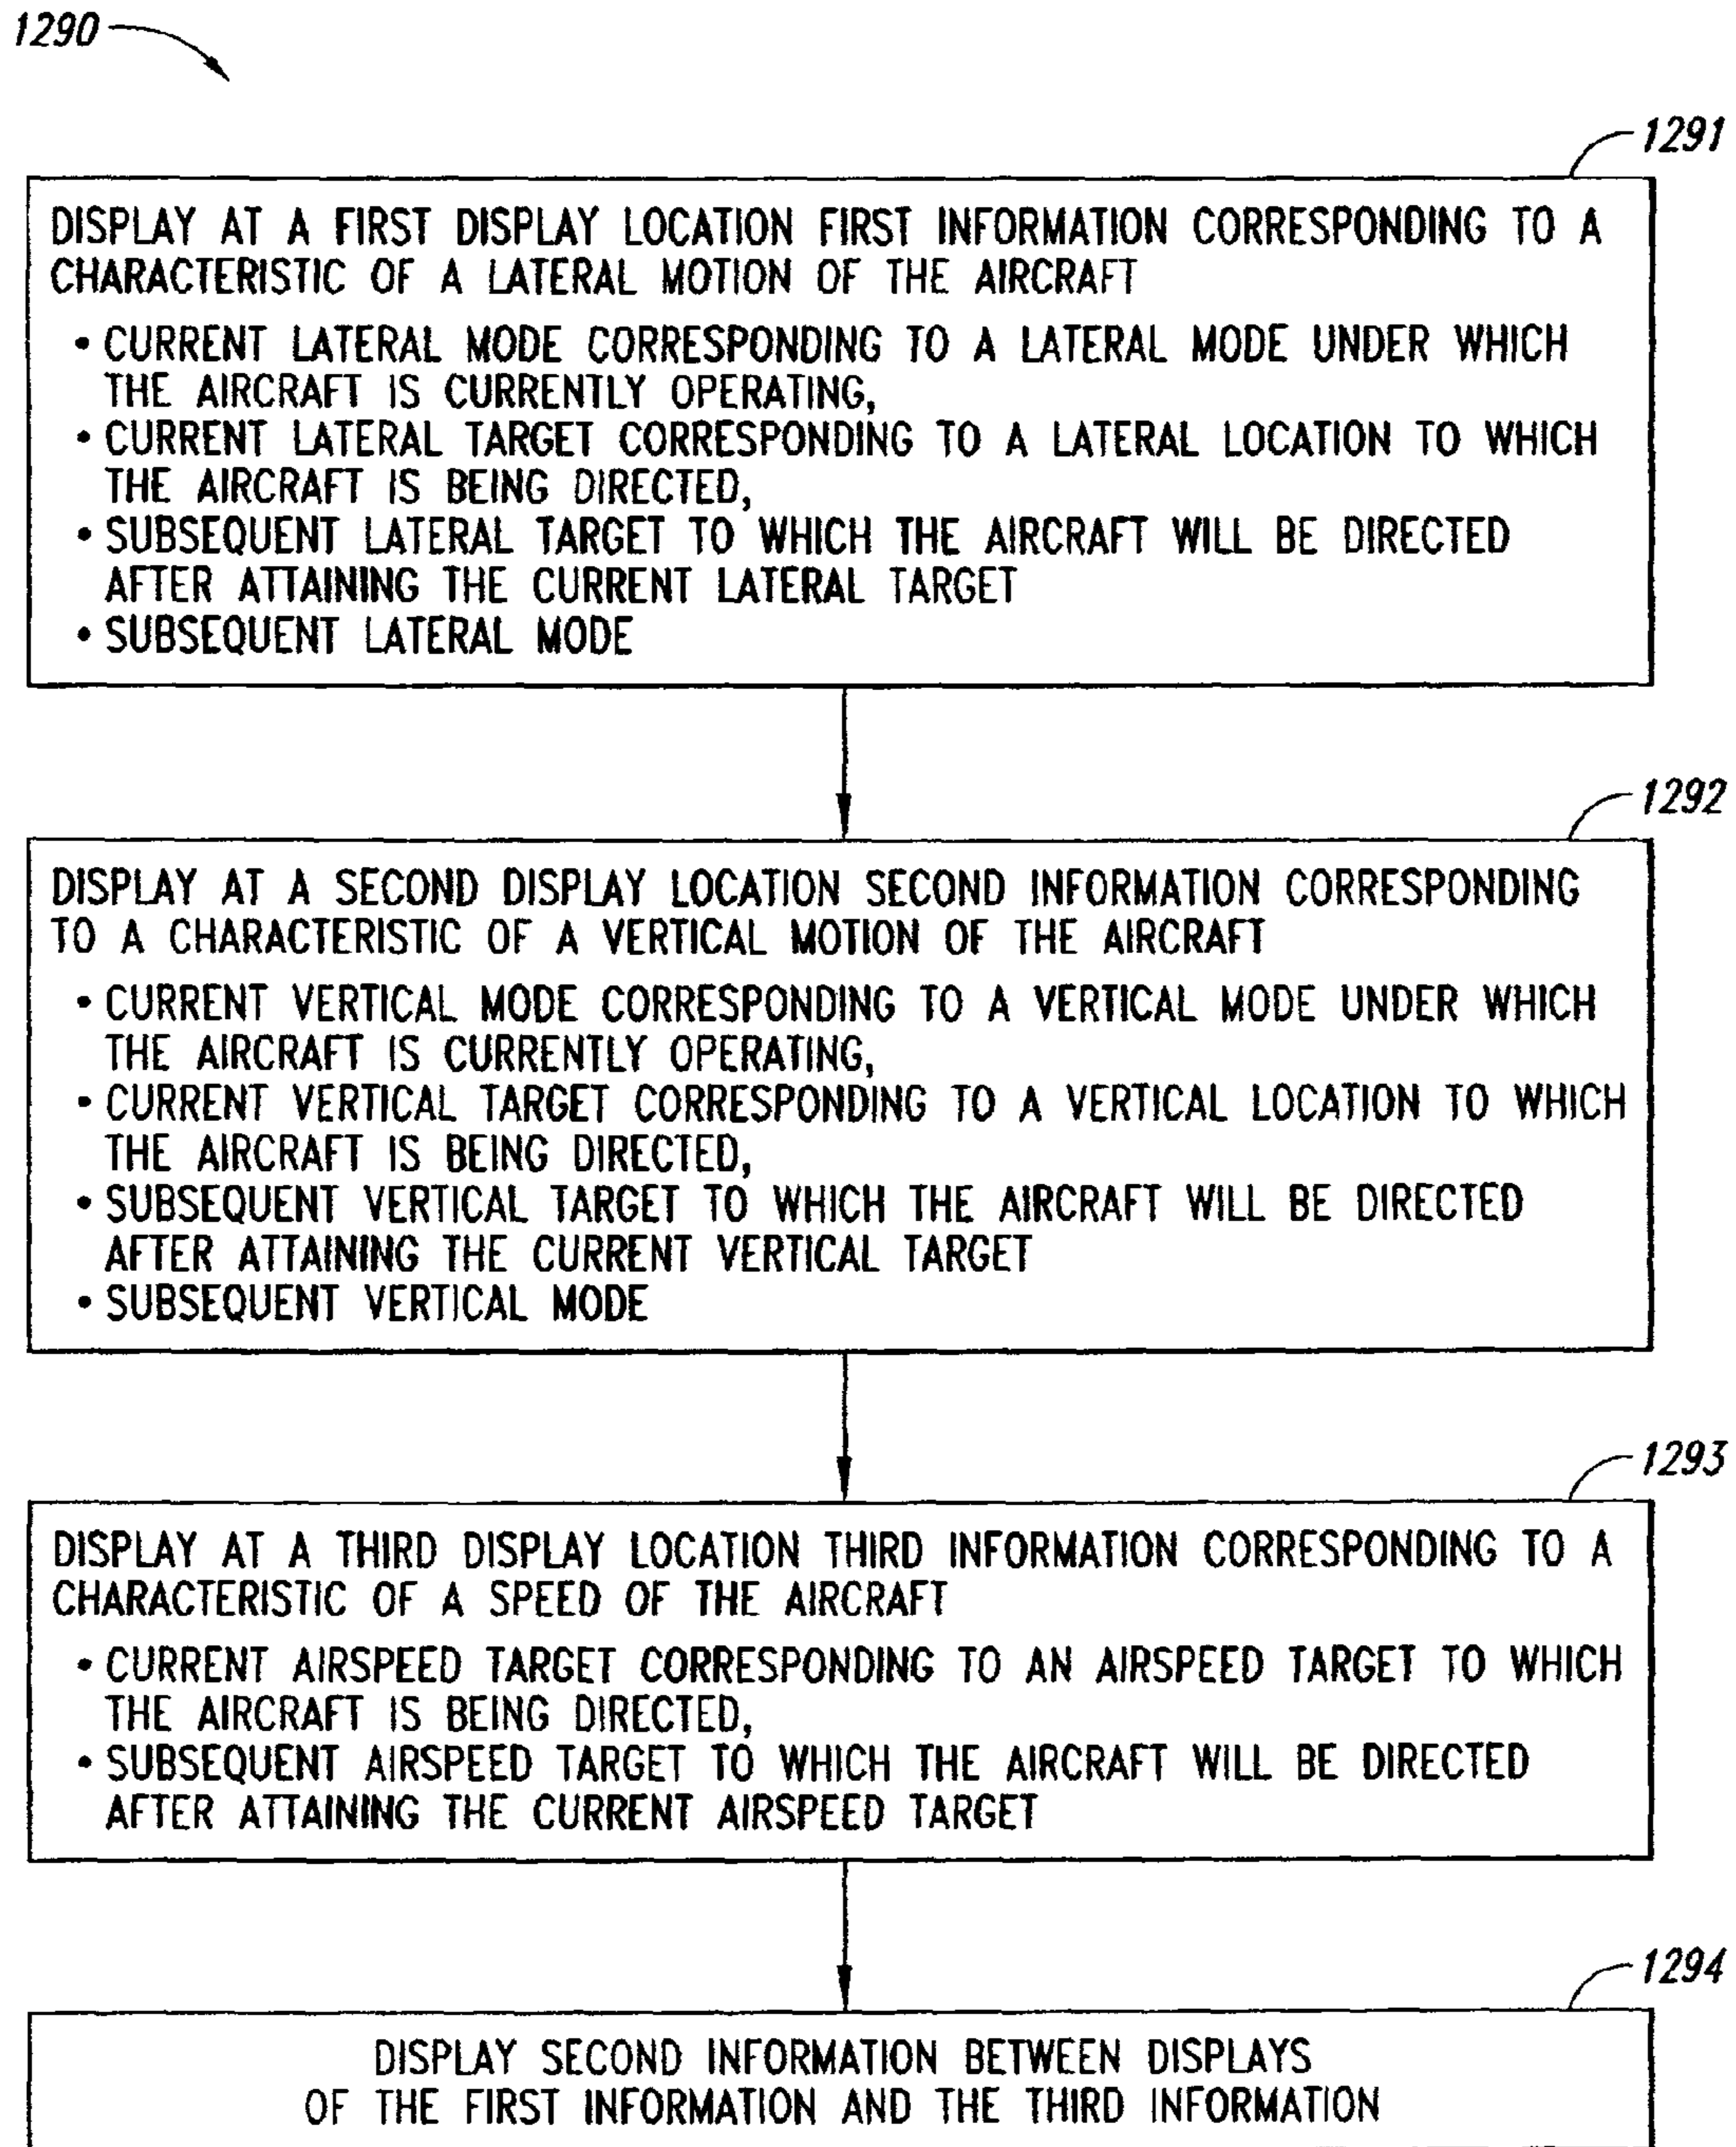 1290
1291
DISPLAY AT A FIRST DISPLAY LOCATION FIRST INFORMATION CORRESPONDING TO A
CHARACTERISTIC OF A LATERAL MOTION OF THE AIRCRAFT
• CURRENT LATERAL MODE CORRESPONDING TO A LATERAL MODE UNDER WHICH
THE AIRCRAFT IS CURRENTLY OPERATING,
• CURRENT LATERAL TARGET CORRESPONDING TO A LATERAL LOCATION TO WHICH
THE AIRCRAFT IS BEING DIRECTED,
• SUBSEQUENT LATERAL TARGET TO WHICH THE AIRCRAFT WILL BE DIRECTED
AFTER ATTAINING THE CURRENT LATERAL TARGET
• SUBSEQUENT LATERAL MODE
1292
DISPLAY AT A SECOND DISPLAY LOCATION SECOND INFORMATION CORRESPONDING
TO A CHARACTERISTIC OF A VERTICAL MOTION OF THE AIRCRAFT
• CURRENT VERTICAL MODE CORRESPONDING TO A VERTICAL MODE UNDER WHICH
THE AIRCRAFT IS CURRENTLY OPERATING,
• CURRENT VERTICAL TARGET CORRESPONDING TO A VERTICAL LOCATION TO WHICH
THE AIRCRAFT IS BEING DIRECTED,
• SUBSEQUENT VERTICAL TARGET TO WHICH THE AIRCRAFT WILL BE DIRECTED
AFTER ATTAINING THE CURRENT VERTICAL TARGET
• SUBSEQUENT VERTICAL MODE
1293
DISPLAY AT A THIRD DISPLAY LOCATION THIRD INFORMATION CORRESPONDING TO A
CHARACTERISTIC OF A SPEED OF THE AIRCRAFT
• CURRENT AIRSPEED TARGET CORRESPONDING TO AN AIRSPEED TARGET TO WHICH
THE AIRCRAFT IS BEING DIRECTED,
• SUBSEQUENT AIRSPEED TARGET TO WHICH THE AIRCRAFT WILL BE DIRECTED
AFTER ATTAINING THE CURRENT AIRSPEED TARGET
1294
DISPLAY SECOND INFORMATION BETWEEN DISPLAYS
OF THE FIRST INFORMATION AND THE THIRD INFORMATION